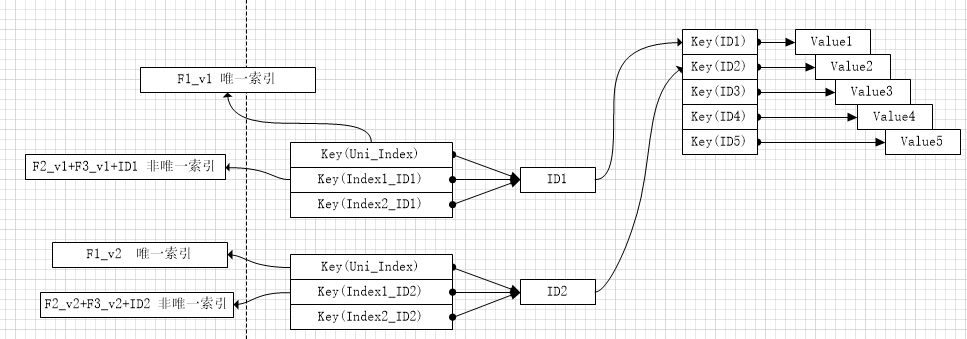 F1_v1 唯一索引
F2_v1+F3_v1+ID1 非唯一索引
Key(Uni_Index)
Key(Index1_ID1)
Key(Index2_ID1)
ID1
F1_v2 唯一索引
F2_v2+F3_v2+ID2 非唯一索引
Key(Uni_Index)
Key(Index1_ID2)
Key(Index2_ID2)
ID2
Key(ID1)
Value1
Key(ID2)
Value2
Key(ID3)
Value3
Key(ID4)
Value4
Key(ID5)
Value5